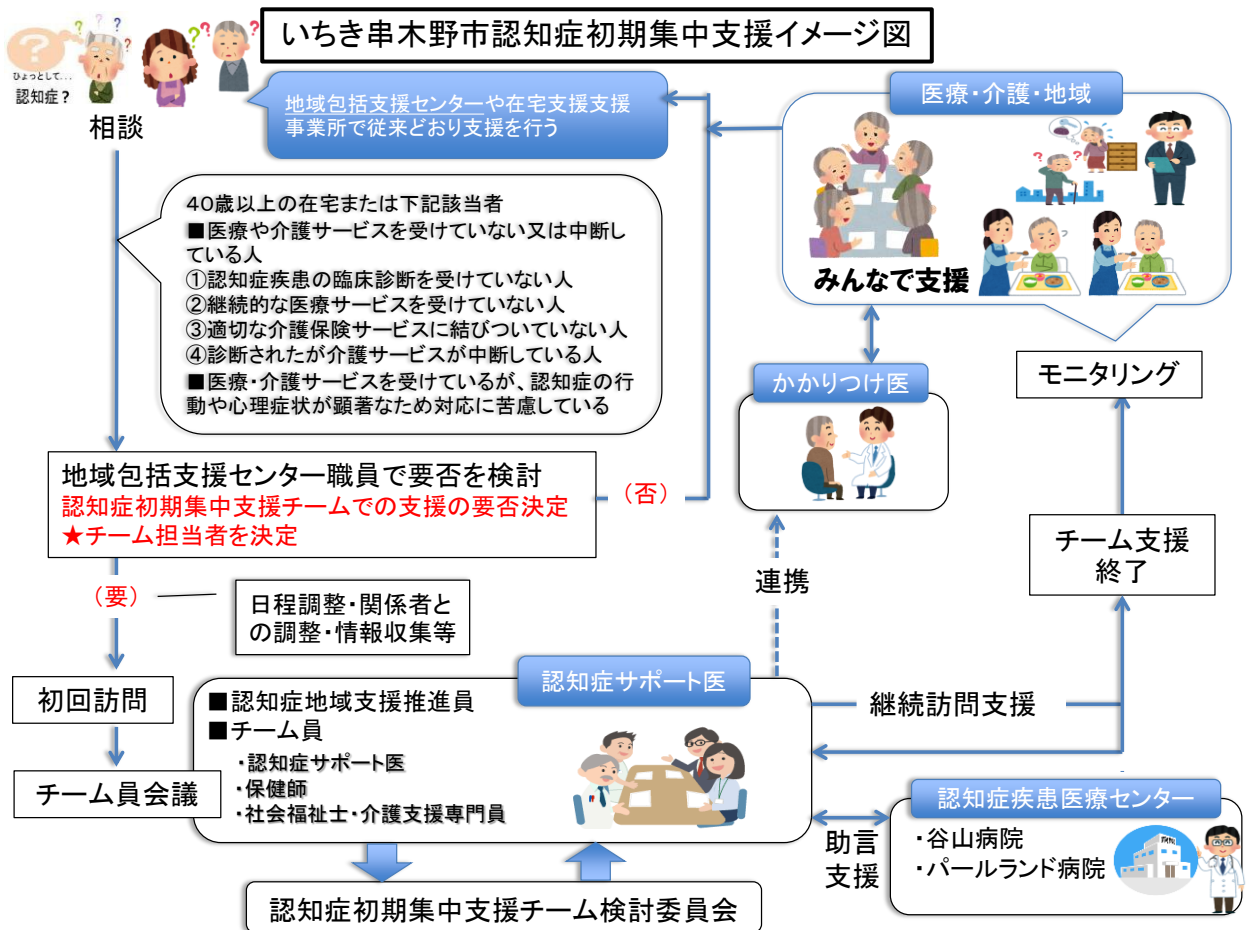 いちき串木野市認知症初期集中支援イメージ図
ひょっとして...
認知症？
相談
地域包括支援センターや在宅支援支援
事業所で従来どおり支援を行う
医療・介護・地域
みんなで支援
４０歳以上の在宅または下記該当者
■医療や介護サービスを受けていない又は中断し
ている人
①認知症疾患の臨床診断を受けていない人
②継続的な医療サービスを受けていない人
③適切な介護保険サービスに結びついていない人
④診断されたが介護サービスが中断している人
■医療・介護サービスを受けているが、認知症の行
動や心理症状が顕著なため対応に苦慮している
かかりつけ医
モニタリング
地域包括支援センター職員で要否を検討
認知症初期集中支援チームでの支援の要否決定
★チーム担当者を決定
（否）
チーム支援
終了
連携
（要）
日程調整・関係者と
の調整・情報収集等
初回訪問
認知症サポート医
■認知症地域支援推進員
■チーム員
・認知症サポート医
・保健師
・社会福祉士・介護支援専門員
継続訪問支援
チーム員会議
認知症疾患医療センター
・谷山病院
・パールランド病院
助言
支援
認知症初期集中支援チーム検討委員会